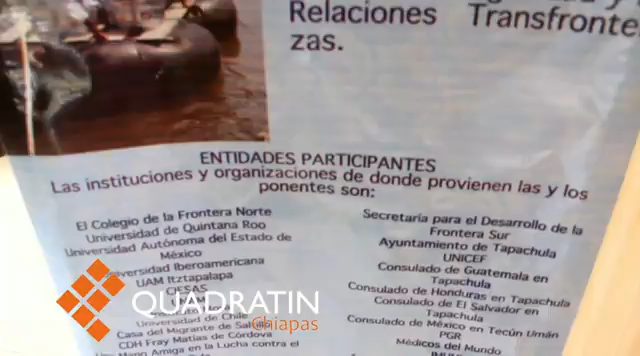 Relaciones Transfronte
zas.
ENTIDADES PARTICIPANTES
Las instituciones y organizaciones de donde provienen las y los
ponentes son:
El Colegio de la Frontera Norte
Universidad de Quintana Roo
Universidad Autónoma del Estado de
México
Universidad Iberoamericana
UAM Itztapalapa
CIESAS
Universidad de Chile
Casa del Migrante de Saltillo
CDH Fray Matías de Córdova
Amiga en la Lucha contra el
Secretaría para el Desarrollo de la
Frontera Sur
Ayuntamiento de Tapachula
UNICEF
Consulado de Guatemala en
Tapachula
Consulado de Honduras en Tapachula
Consulado de El Salvador en
Tapachula
Consulado de México en Tecún Umán
PGR
Médicos del Mundo
QUADRATIN
Chiapas